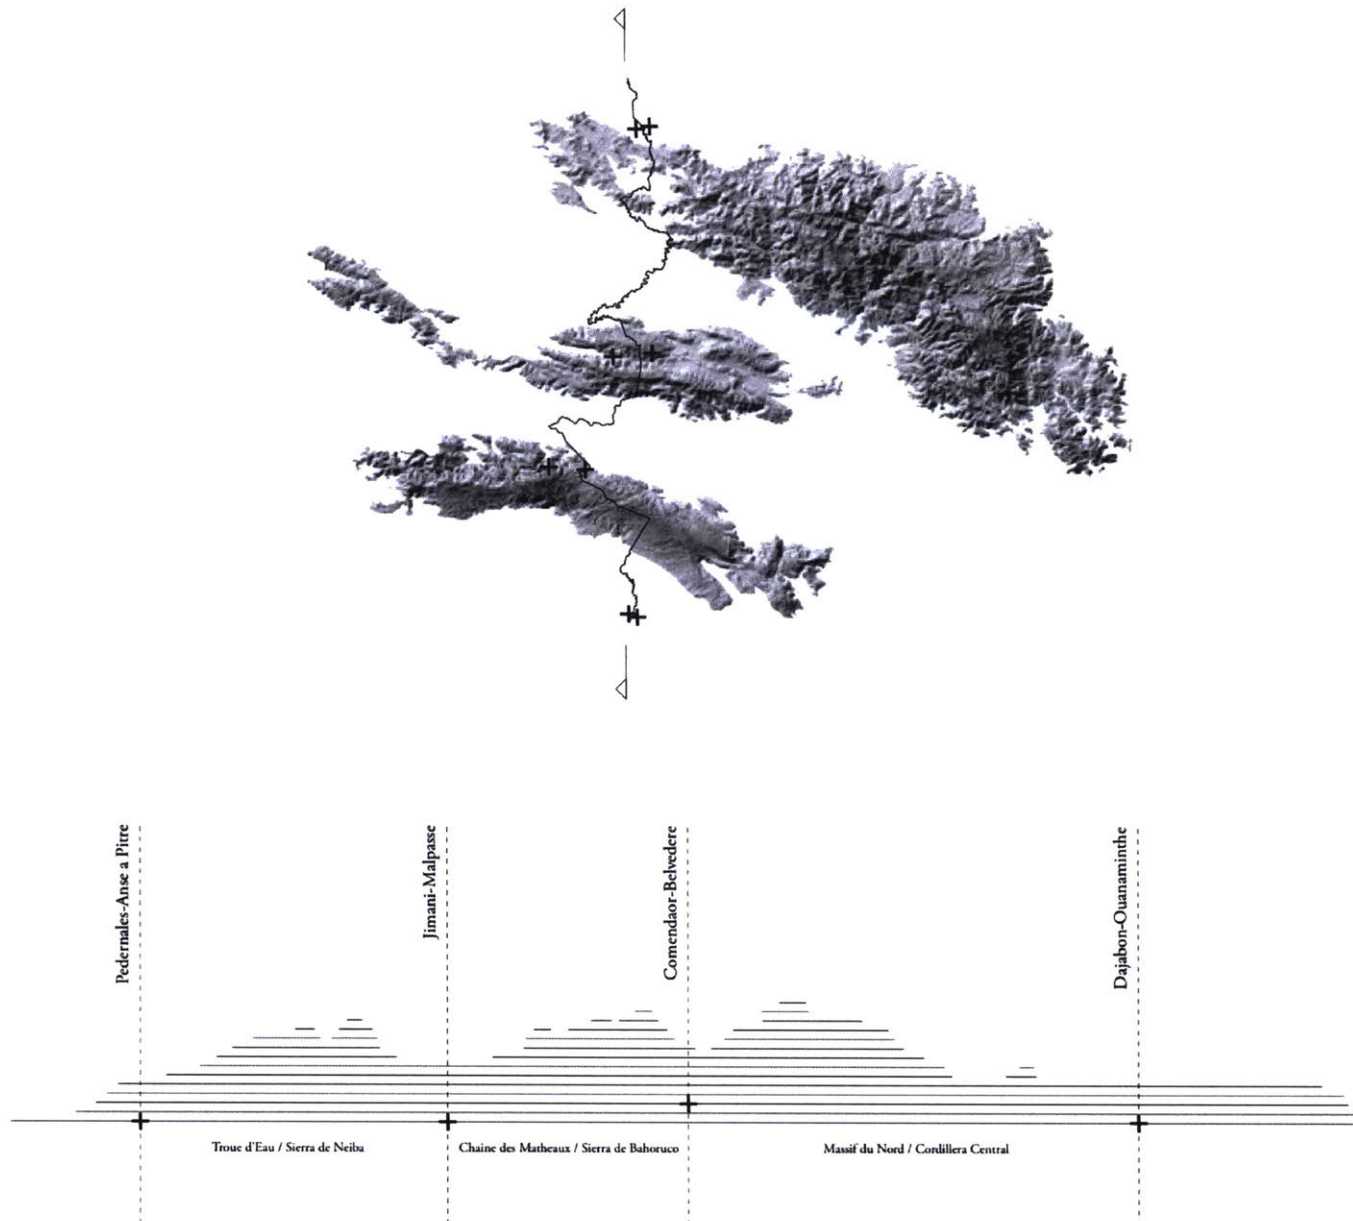 Pedernales-Anse a Pitre
Jimani-Malpasse
Comendaor-Belvedere
Dajabon-Ouanaminthe
Troue d'Eau / Sierra de Neiba
Chaine des Matheaux / Sierra de Bahoruco
Massif du Nord / Cordillera Central